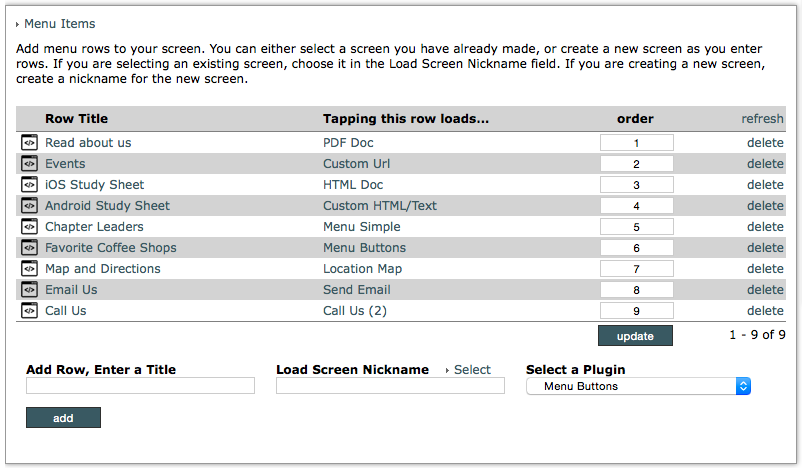 Menu Items
Add menu rows to your screen. You can either select a screen you have already made, or create a new screen as you enter
rows. If you are selecting an existing screen, choose it in the Load Screen Nickname field. If you are creating a new screen,
create a nickname for the new screen.
Row Title Tapping this row loads... order refresh
</> Read about us PDF Doc 1 delete
</> Events Custom Url 2 delete
</> iOS Study Sheet HTML Doc 3 delete
</> Android Study Sheet Custom HTML/Text 4 delete
</> Chapter Leaders Menu Simple 5 delete
</> Favorite Coffee Shops Menu Buttons 6 delete
</> Map and Directions Location Map 7 delete
</> Email Us Send Email 8 delete
</> Call Us Call Us (2) 9 delete
update 1 - 9 of 9
Add Row, Enter a Title Load Screen Nickname Select Select a Plugin
Menu Buttons
add